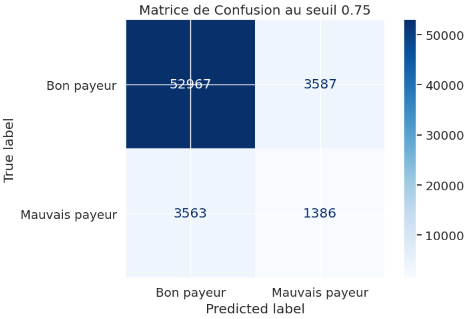 Matrice de Confusion au seuil 0.75
True label
Bon payeur
52967
3587
Mauvais payeur
3563
1386
Bon payeur
Mauvais payeur
Predicted label
50000
40000
30000
20000
10000